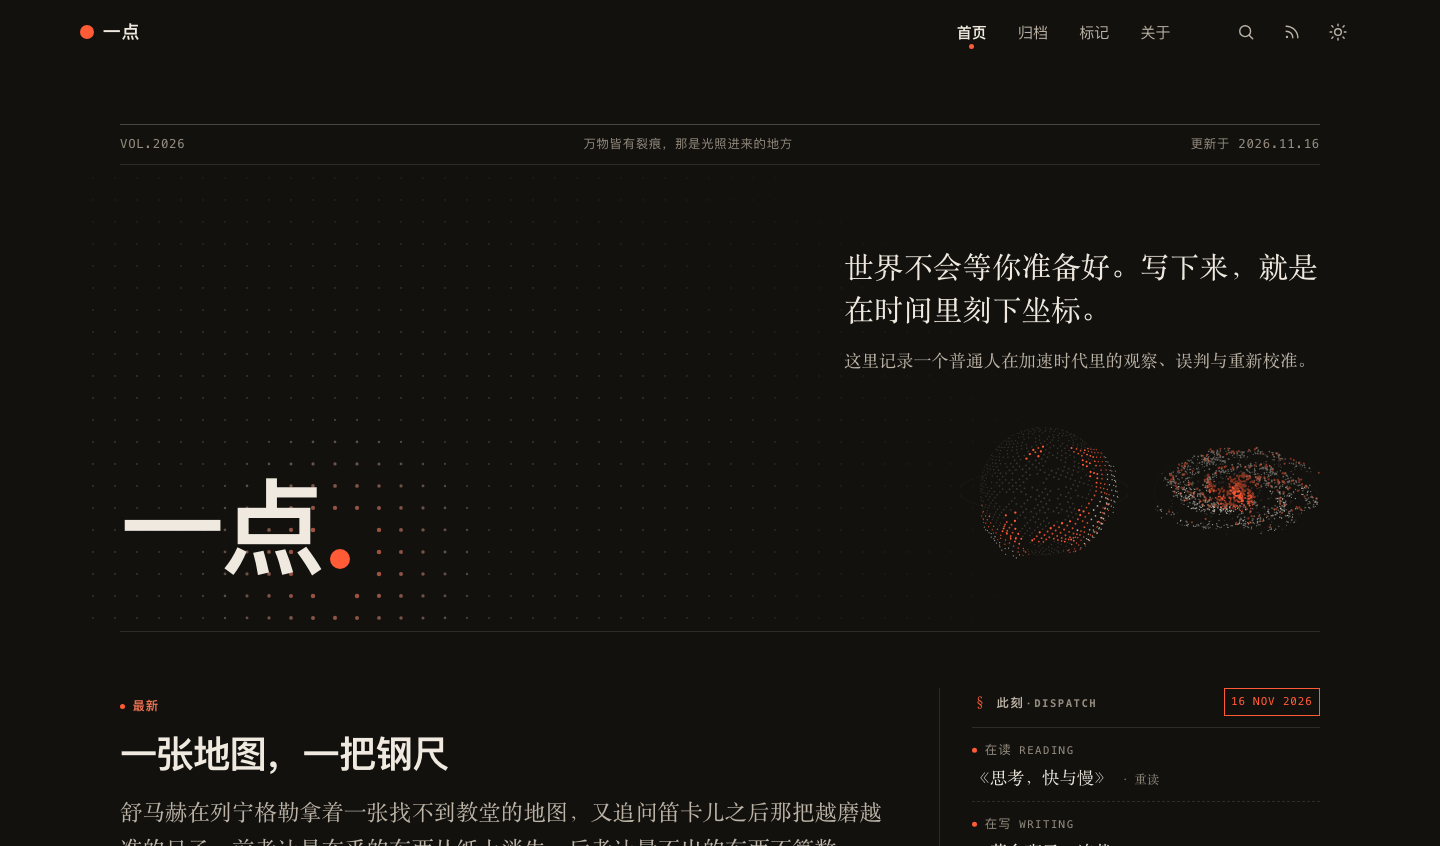 一点
首页 归档 标记 关于
VOL.2026 万物皆有裂痕，那是光照进来的地方 更新于 2026.11.16
世界不会等你准备好。写下来，就是
在时间里刻下坐标。
这里记录一个普通人在加速时代里的观察、误判与重新校准。
一点.
最新
一张地图，一把钢尺
舒马赫在列宁格勒拿着一张找不到教堂的地图，又追问笛卡儿之后那把越磨越
§ 此刻·DISPATCH 16 NOV 2026
在读 READING
《思考，快与慢》 · 重读
在写 WRITING